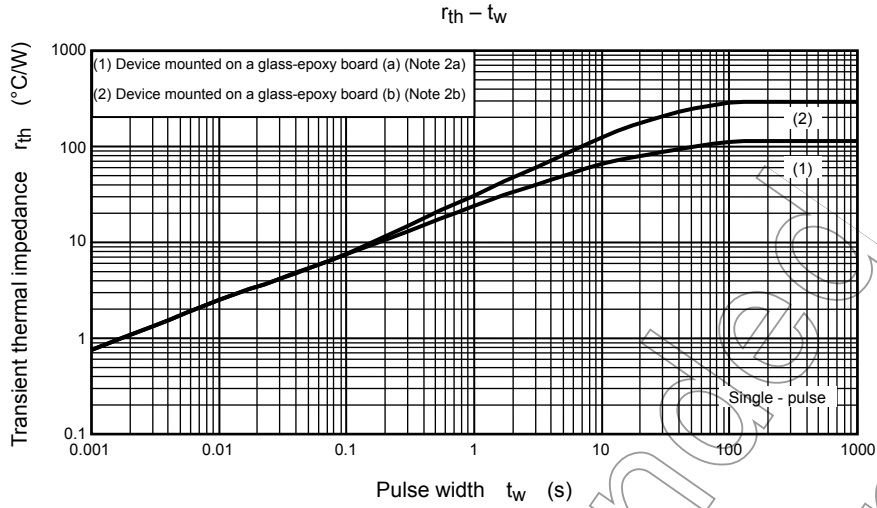 rth – tw
Transient thermal impedance rth (°C/W)
1000
100
10
1
0.1
(1) Device mounted on a glass-epoxy board (a) (Note 2a)
(2) Device mounted on a glass-epoxy board (b) (Note 2b)
(2)
(1)
Single - pulse
0.001
0.01
0.1
1
10
100
1000
Pulse width tw (s)